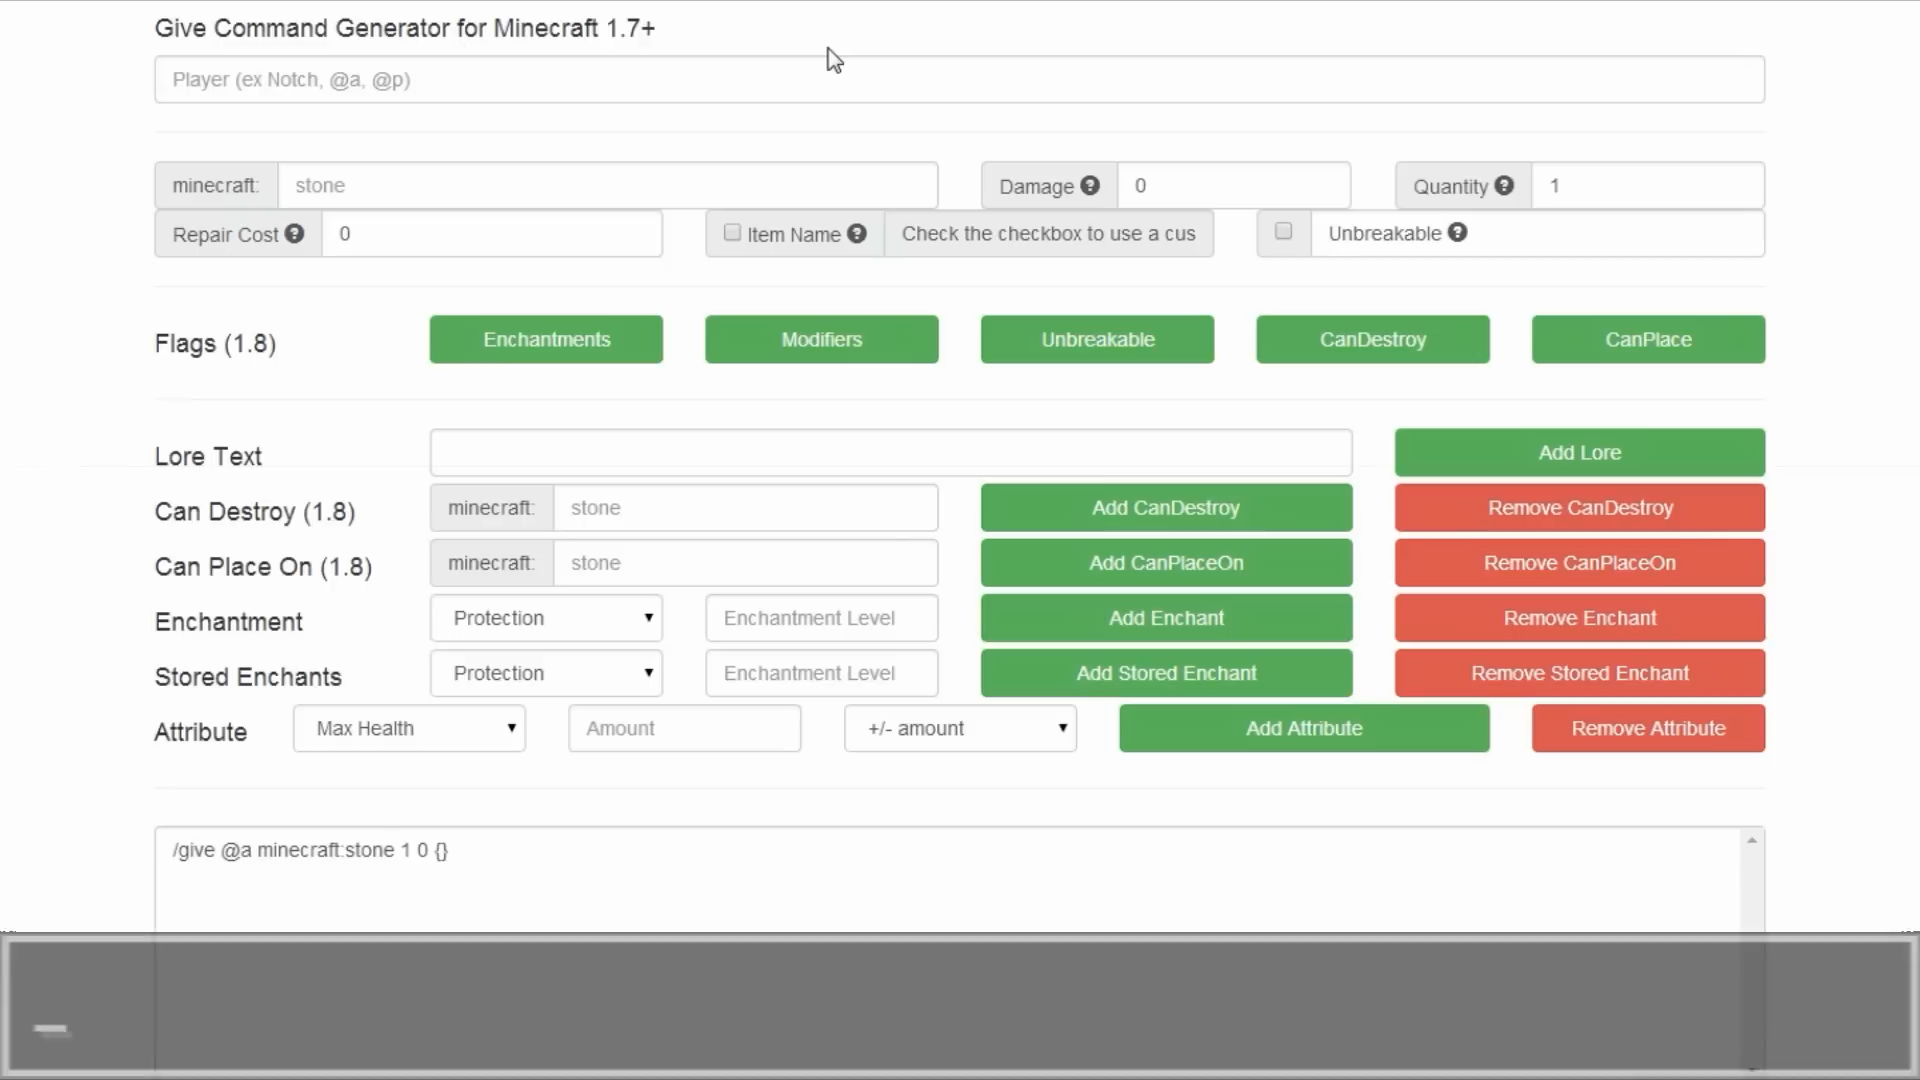 Give Command Generator for Minecraft 1.7+
Player (ex Notch, @a, @p)
minecraft: stone Damage ? 0 Quantity ? 1
Repair Cost ? 0 Item Name ? Check the checkbox to use a cus Unbreakable ?
Flags (1.8) Enchantments Modifiers Unbreakable CanDestroy CanPlace
Lore Text Add Lore
Can Destroy (1.8) minecraft: stone Add CanDestroy Remove CanDestroy
Can Place On (1.8) minecraft: stone Add CanPlaceOn Remove CanPlaceOn
Enchantment Protection Enchantment Level Add Enchant Remove Enchant
Stored Enchants Protection Enchantment Level Add Stored Enchant Remove Stored Enchant
Attribute Max Health Amount +/- amount Add Attribute Remove Attribute
/give @a minecraft:stone 1 0 {}